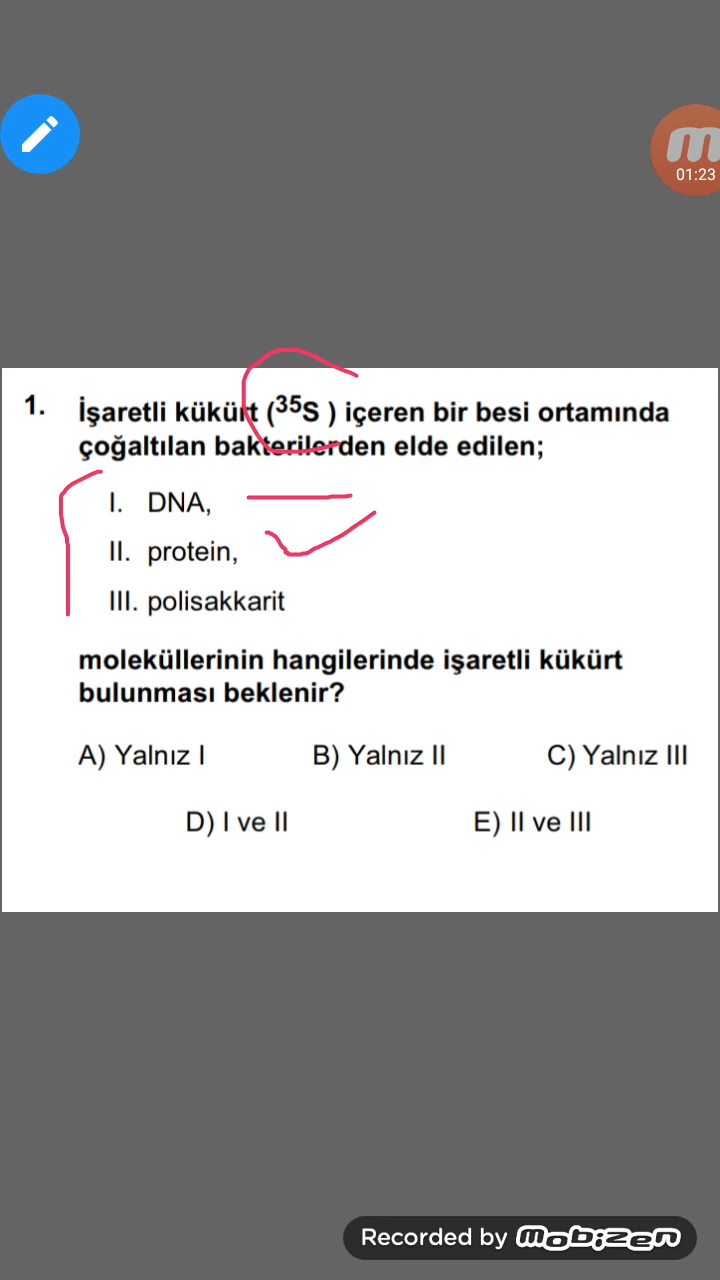 01:23
1. İşaretli kükürt (³⁵S ) içeren bir besi ortamında
çoğaltılan bakterilerden elde edilen;
I. DNA,
II. protein,
III. polisakkarit
moleküllerinin hangilerinde işaretli kükürt
bulunması beklenir?
A) Yalnız I B) Yalnız II C) Yalnız III
D) I ve II E) II ve III
Recorded by mobizen